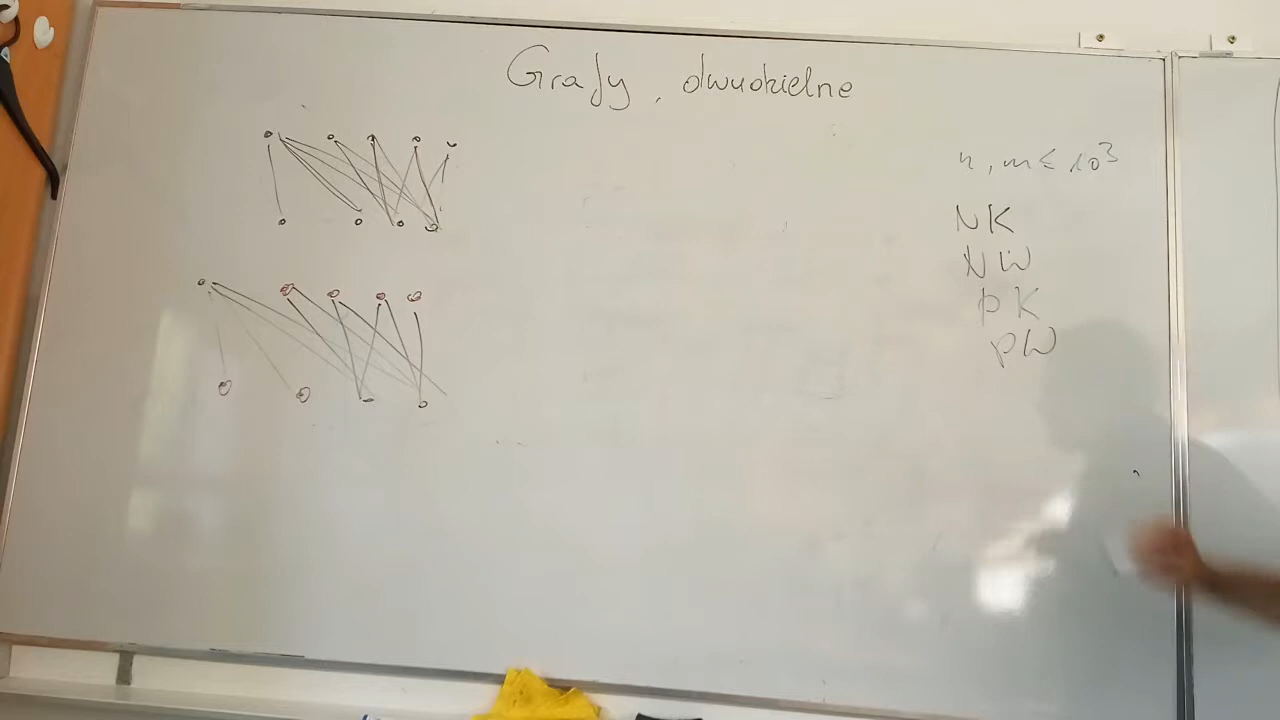 Grafy dwudzielne
n, m ≤ 10³
NK
NW
PK
PW